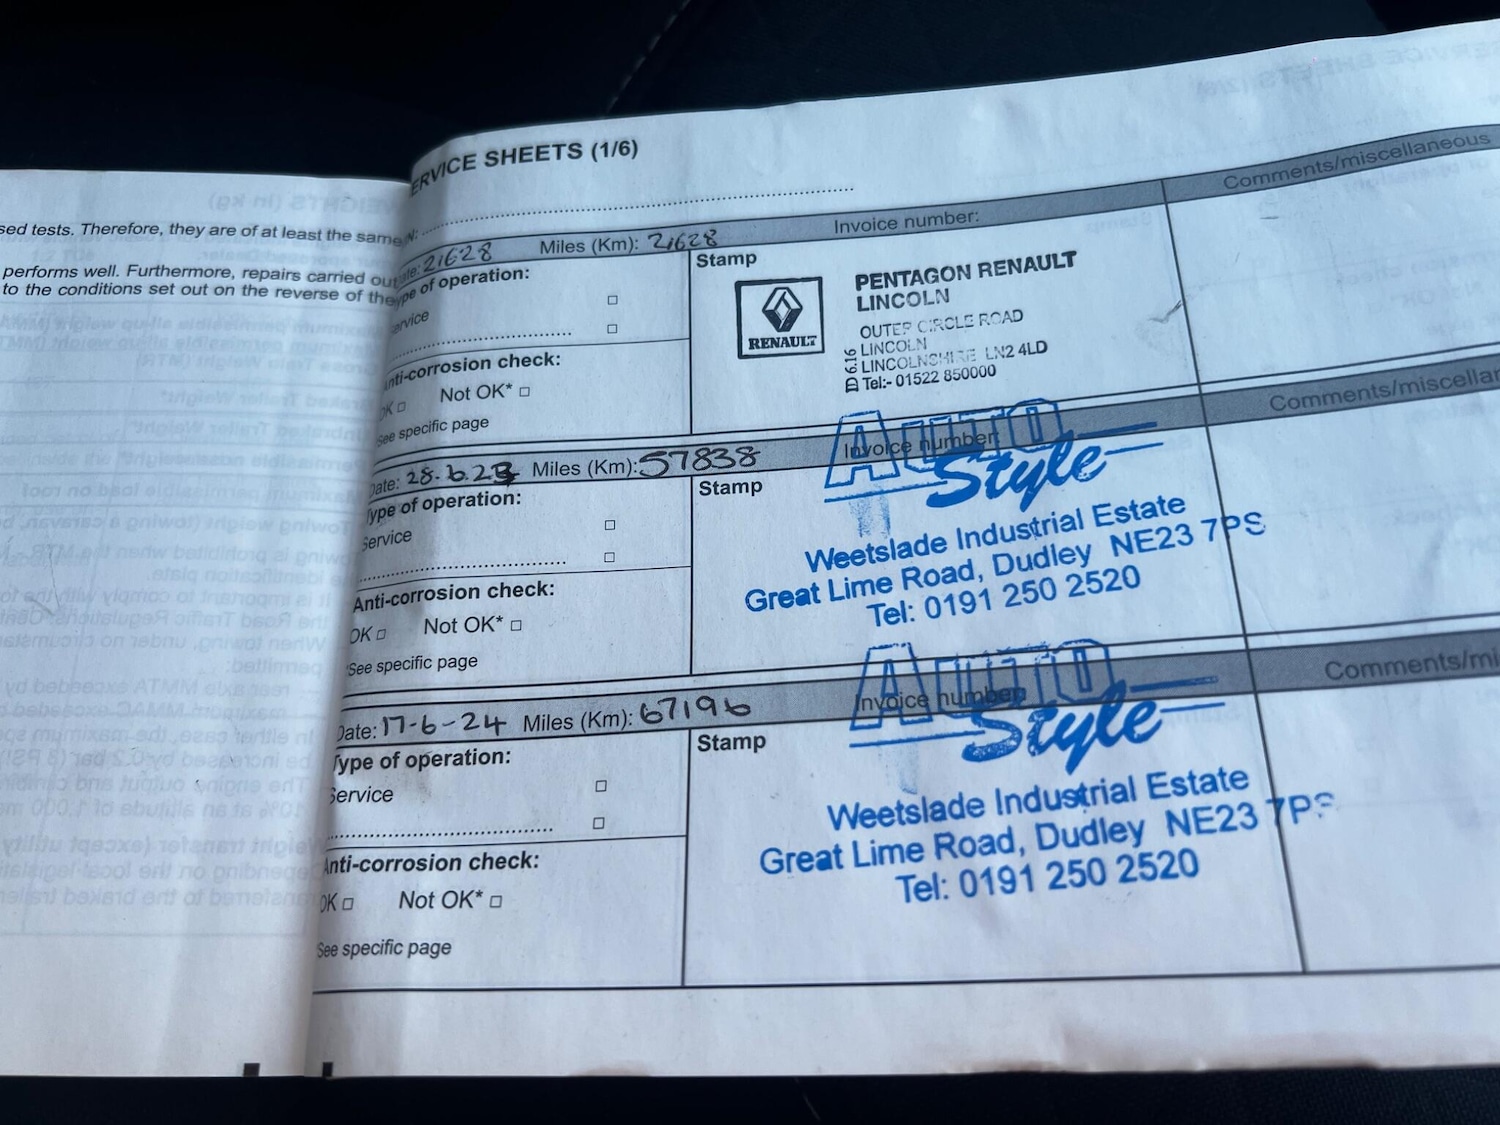 sed tests. Therefore, they are of at least the same
performs well. Furthermore, repairs carried out
to the conditions set out on the reverse of the
ERVICE SHEETS (1/6)
N: ........................
ate: 21628 Miles (Km): 21628 Invoice number: Comments/miscellaneous
ype of operation:
ervice □
........................ □
nti-corrosion check:
OK □ Not OK* □
See specific page
Stamp
RENAULT
PENTAGON RENAULT
LINCOLN
OUTER CIRCLE ROAD
LINCOLN
LINCOLNSHIRE LN2 4LD
Tel:- 01522 850000
Date: 28.6.23 Miles (Km): 57838 Invoice number: Comments/miscellan
Type of operation:
Service □
........................ □
Anti-corrosion check:
OK □ Not OK* □
*See specific page
Stamp
AUTO
Style
Weetslade Industrial Estate
Great Lime Road, Dudley NE23 7PS
Tel: 0191 250 2520
Date: 17-6-24 Miles (Km): 67196 Invoice number: Comments/mi
Type of operation:
Service □
........................ □
Anti-corrosion check:
OK □ Not OK* □
See specific page
Stamp
AUTO
Style
Weetslade Industrial Estate
Great Lime Road, Dudley NE23 7PS
Tel: 0191 250 2520